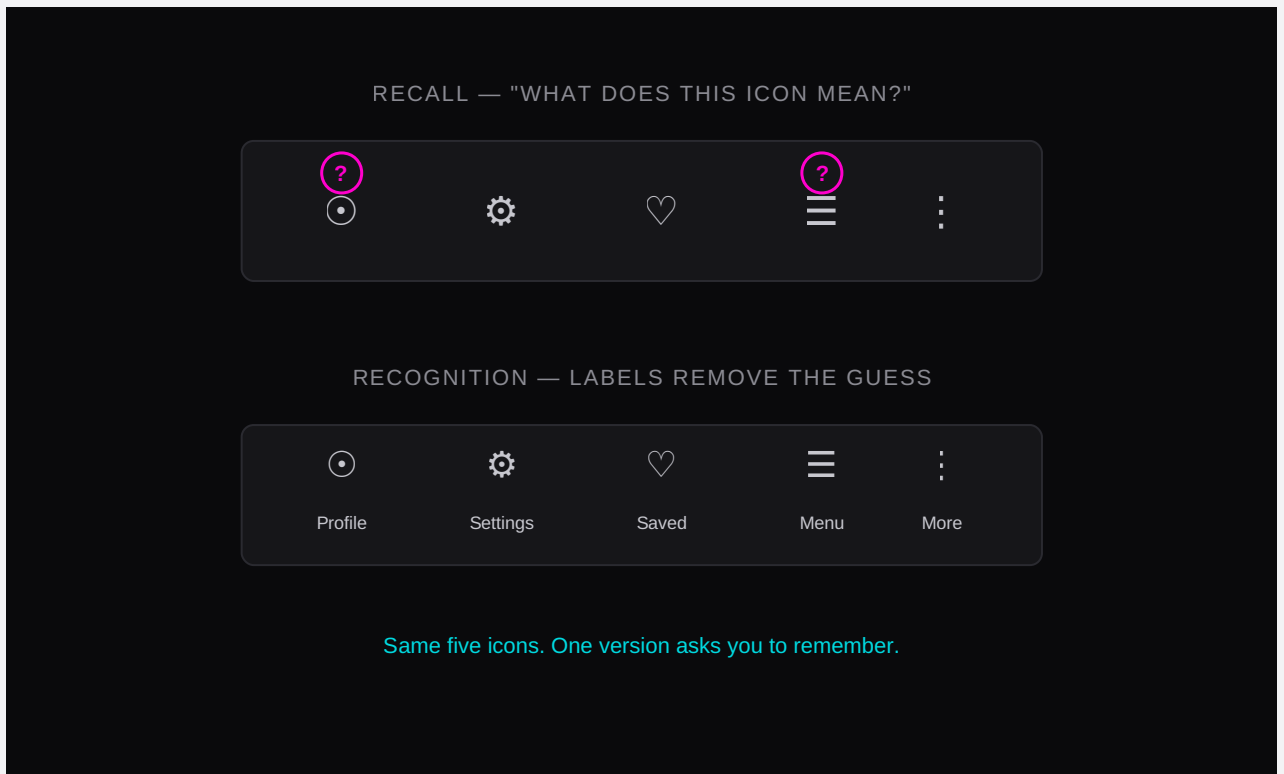 RECALL — "WHAT DOES THIS ICON MEAN?"
? ?
RECOGNITION — LABELS REMOVE THE GUESS
Profile Settings Saved Menu More
Same five icons. One version asks you to remember.